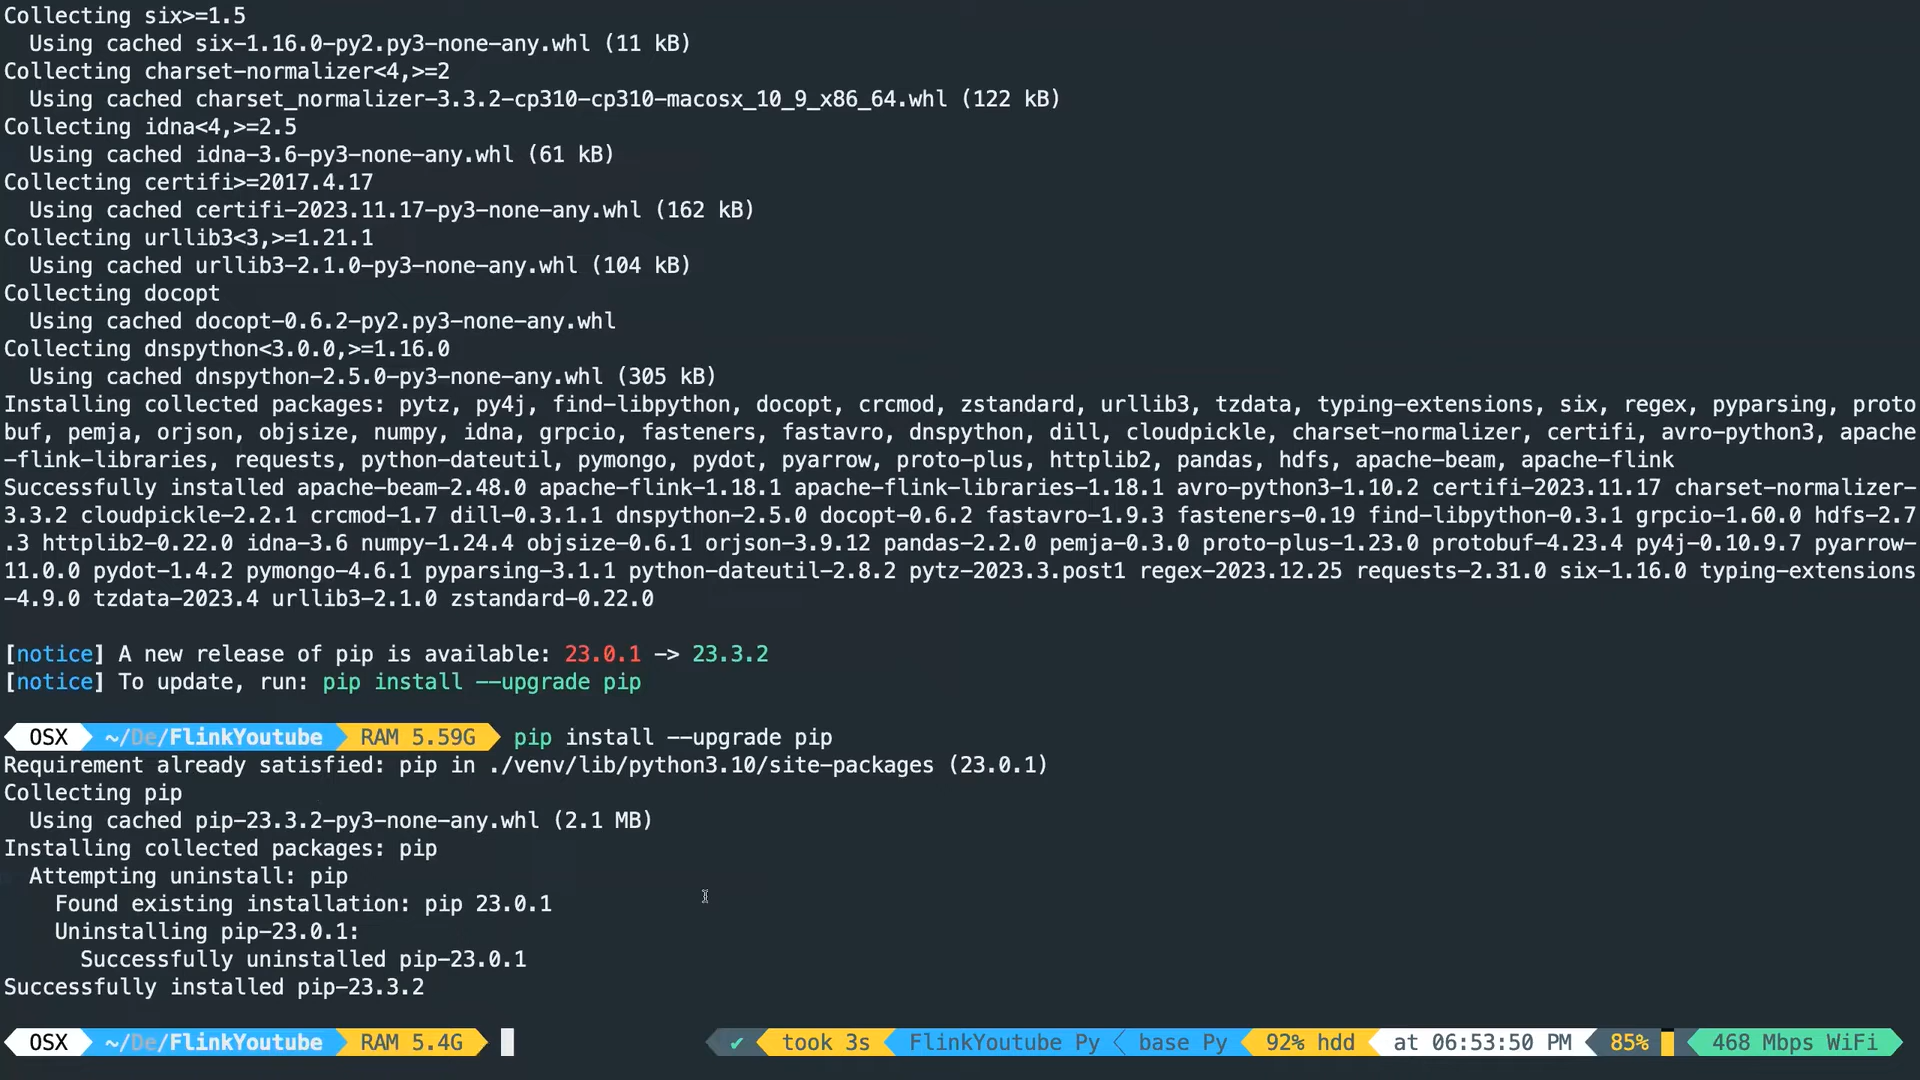 Collecting six>=1.5
  Using cached six-1.16.0-py2.py3-none-any.whl (11 kB)
Collecting charset-normalizer<4,>=2
  Using cached charset_normalizer-3.3.2-cp310-cp310-macosx_10_9_x86_64.whl (122 kB)
Collecting idna<4,>=2.5
  Using cached idna-3.6-py3-none-any.whl (61 kB)
Collecting certifi>=2017.4.17
  Using cached certifi-2023.11.17-py3-none-any.whl (162 kB)
Collecting urllib3<3,>=1.21.1
  Using cached urllib3-2.1.0-py3-none-any.whl (104 kB)
Collecting docopt
  Using cached docopt-0.6.2-py2.py3-none-any.whl
Collecting dnspython<3.0.0,>=1.16.0
  Using cached dnspython-2.5.0-py3-none-any.whl (305 kB)
Installing collected packages: pytz, py4j, find-libpython, docopt, crcmod, zstandard, urllib3, tzdata, typing-extensions, six, regex, pyparsing, proto
buf, pemja, orjson, objsize, numpy, idna, grpcio, fasteners, fastavro, dnspython, dill, cloudpickle, charset-normalizer, certifi, avro-python3, apache
-flink-libraries, requests, python-dateutil, pymongo, pydot, pyarrow, proto-plus, httplib2, pandas, hdfs, apache-beam, apache-flink
Successfully installed apache-beam-2.48.0 apache-flink-1.18.1 apache-flink-libraries-1.18.1 avro-python3-1.10.2 certifi-2023.11.17 charset-normalizer-
3.3.2 cloudpickle-2.2.1 crcmod-1.7 dill-0.3.1.1 dnspython-2.5.0 docopt-0.6.2 fastavro-1.9.3 fasteners-0.19 find-libpython-0.3.1 grpcio-1.60.0 hdfs-2.7
.3 httplib2-0.22.0 idna-3.6 numpy-1.24.4 objsize-0.6.1 orjson-3.9.12 pandas-2.2.0 pemja-0.3.0 proto-plus-1.23.0 protobuf-4.23.4 py4j-0.10.9.7 pyarrow-
11.0.0 pydot-1.4.2 pymongo-4.6.1 pyparsing-3.1.1 python-dateutil-2.8.2 pytz-2023.3.post1 regex-2023.12.25 requests-2.31.0 six-1.16.0 typing-extensions
-4.9.0 tzdata-2023.4 urllib3-2.1.0 zstandard-0.22.0
[notice] A new release of pip is available: 23.0.1 -> 23.3.2
[notice] To update, run: pip install --upgrade pip
OSX ~/De/FlinkYoutube RAM 5.59G pip install --upgrade pip
Requirement already satisfied: pip in ./venv/lib/python3.10/site-packages (23.0.1)
Collecting pip
  Using cached pip-23.3.2-py3-none-any.whl (2.1 MB)
Installing collected packages: pip
  Attempting uninstall: pip
    Found existing installation: pip 23.0.1
    Uninstalling pip-23.0.1:
      Successfully uninstalled pip-23.0.1
Successfully installed pip-23.3.2
OSX ~/De/FlinkYoutube RAM 5.4G ✔ took 3s FlinkYoutube Py base Py 92% hdd at 06:53:50 PM 85% 468 Mbps WiFi